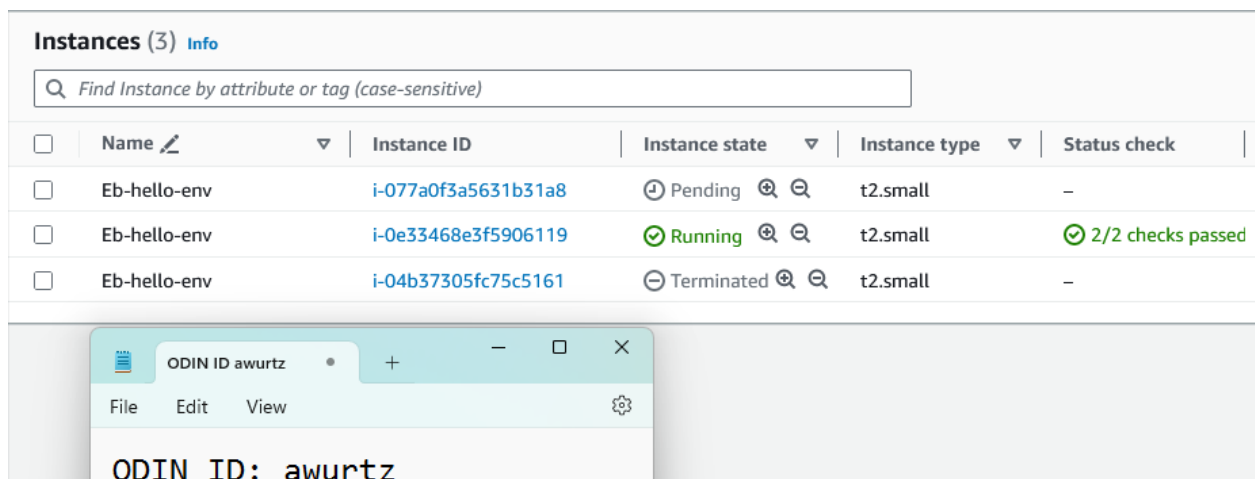 Instances (3) Info
Find Instance by attribute or tag (case-sensitive)
Name Instance ID Instance state Instance type Status check
Eb-hello-env i-077a0f3a5631b31a8 Pending t2.small –
Eb-hello-env i-0e33468e3f5906119 Running t2.small 2/2 checks passed
Eb-hello-env i-04b37305fc75c5161 Terminated t2.small –
ODIN ID awurtz
File Edit View
ODIN ID: awurtz